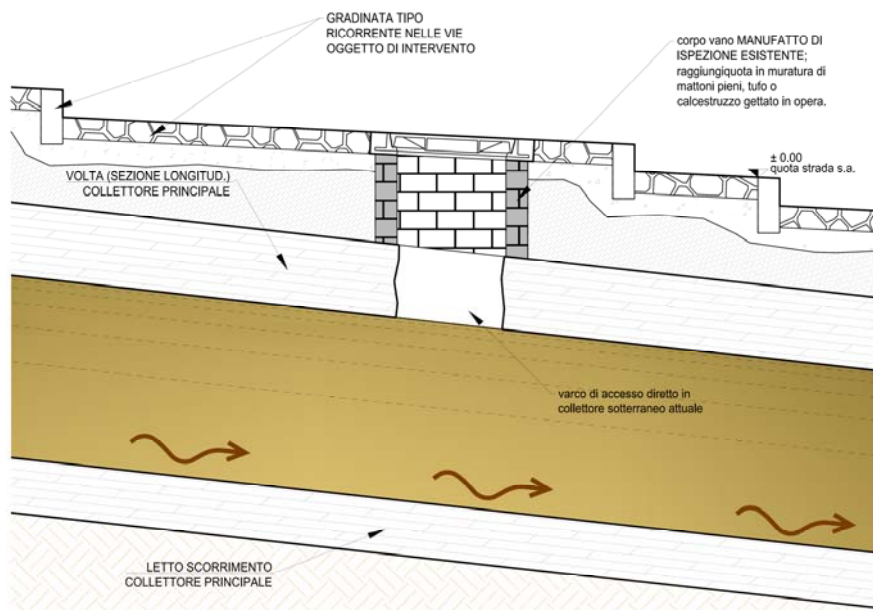 GRADINATA TIPO
RICORRENTE NELLE VIE
OGGETTO DI INTERVENTO
corpo vano MANUFATTO DI
ISPEZIONE ESISTENTE;
raggiungiquota in muratura di
mattoni pieni, tufo o
calcestruzzo gettato in opera.
± 0.00
quota strada s.a.
VOLTA (SEZIONE LONGITUD.)
COLLETTORE PRINCIPALE
varco di accesso diretto in
collettore sotterraneo attuale
LETTO SCORRIMENTO
COLLETTORE PRINCIPALE